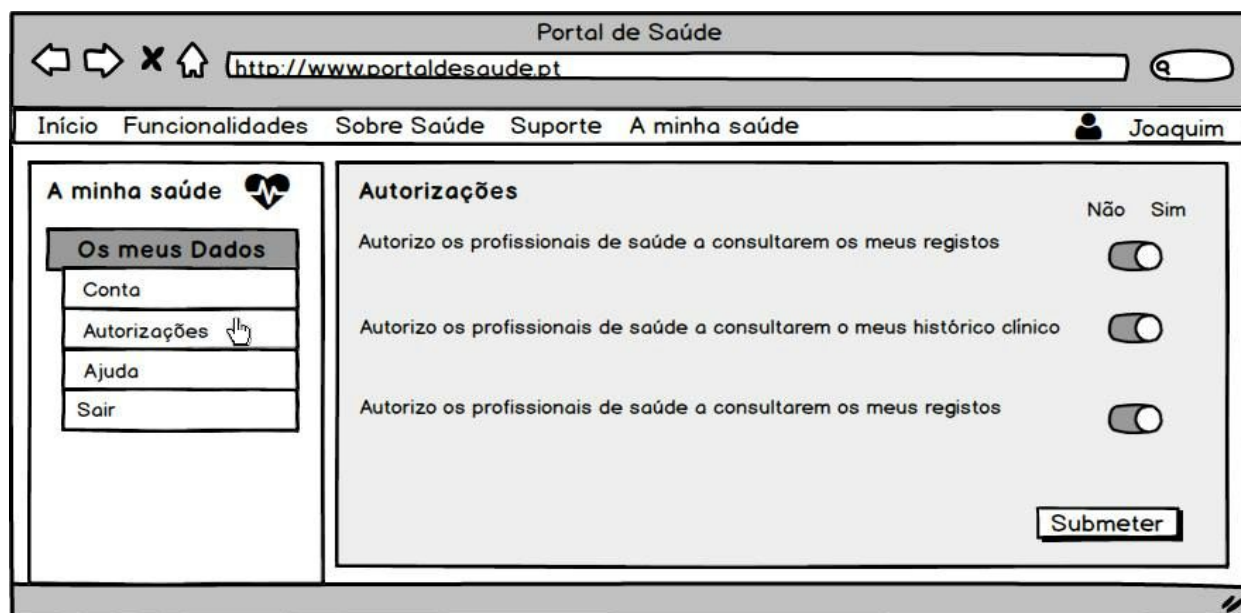 Portal de Saúde
http://www.portaldesaude.pt
Início Funcionalidades Sobre Saúde Suporte A minha saúde Joaquim
A minha saúde
Os meus Dados
Conta
Autorizações
Ajuda
Sair
Autorizações
Não Sim
Autorizo os profissionais de saúde a consultarem os meus registos
Autorizo os profissionais de saúde a consultarem o meus histórico clínico
Autorizo os profissionais de saúde a consultarem os meus registos
Submeter